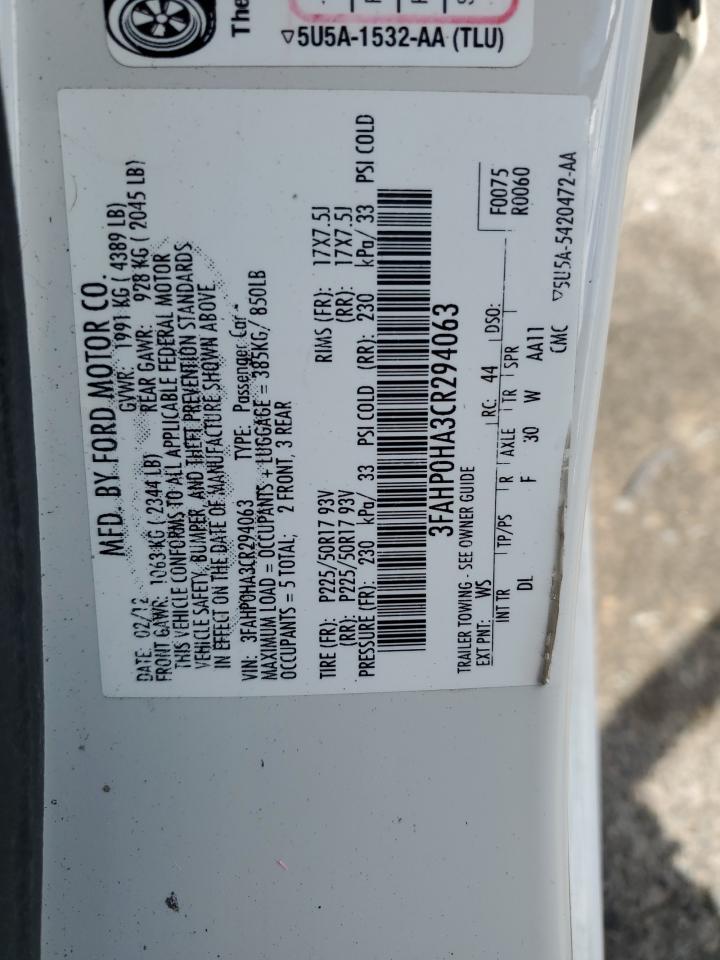 The
▽5U5A-1532-AA (TLU)
MFD. BY FORD MOTOR CO.
DATE: 02/12 GVWR: 1991 KG ( 4389 LB)
FRONT GAWR: 1063 KG ( 2344 LB) REAR GAWR: 928 KG ( 2045 LB)
THIS VEHICLE CONFORMS TO ALL APPLICABLE FEDERAL MOTOR
VEHICLE SAFETY, BUMPER, AND THEFT PREVENTION STANDARDS
IN EFFECT ON THE DATE OF MANUFACTURE SHOWN ABOVE.
VIN: 3FAHP0HA3CR294063 TYPE: Passenger Car
MAXIMUM LOAD = OCCUPANTS + LUGGAGE = 385KG/ 850LB
OCCUPANTS = 5 TOTAL; 2 FRONT, 3 REAR
TIRE (FR): P225/50R17 93V RIMS (FR): 17X7.5J
(RR): P225/50R17 93V (RR): 17X7.5J
PRESSURE (FR): 230 kPa/ 33 PSI COLD (RR): 230 kPa/ 33 PSI COLD
3FAHP0HA3CR294063
TRAILER TOWING - SEE OWNER GUIDE F0075
EXT PNT: WS RC: 44 DSO: R0060
INT TR TP/PS R AXLE TR SPR
DL F 30 W AA11
CMC ▽5U5A-5420472-AA